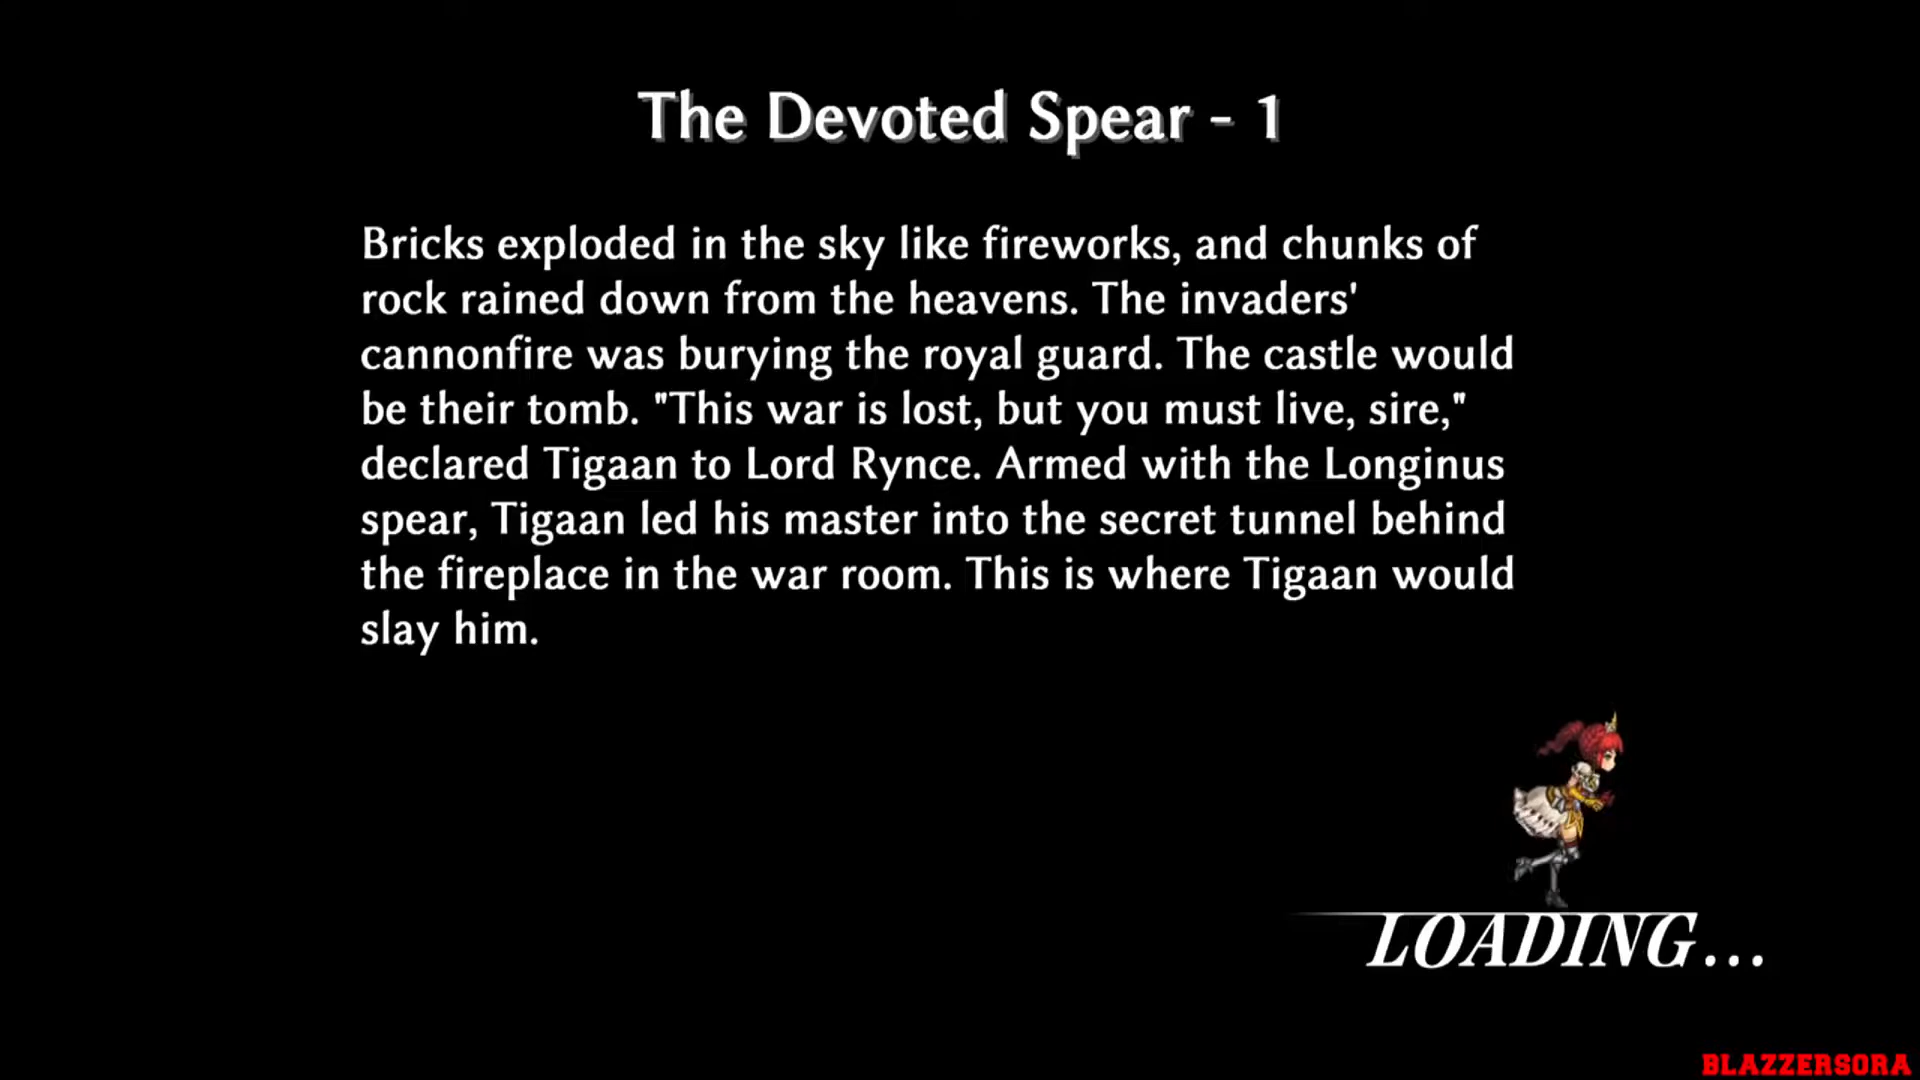 The Devoted Spear - 1
Bricks exploded in the sky like fireworks, and chunks of
rock rained down from the heavens. The invaders'
cannonfire was burying the royal guard. The castle would
be their tomb. "This war is lost, but you must live, sire,"
declared Tigaan to Lord Rynce. Armed with the Longinus
spear, Tigaan led his master into the secret tunnel behind
the fireplace in the war room. This is where Tigaan would
slay him.
LOADING...
BLAZZERSORA